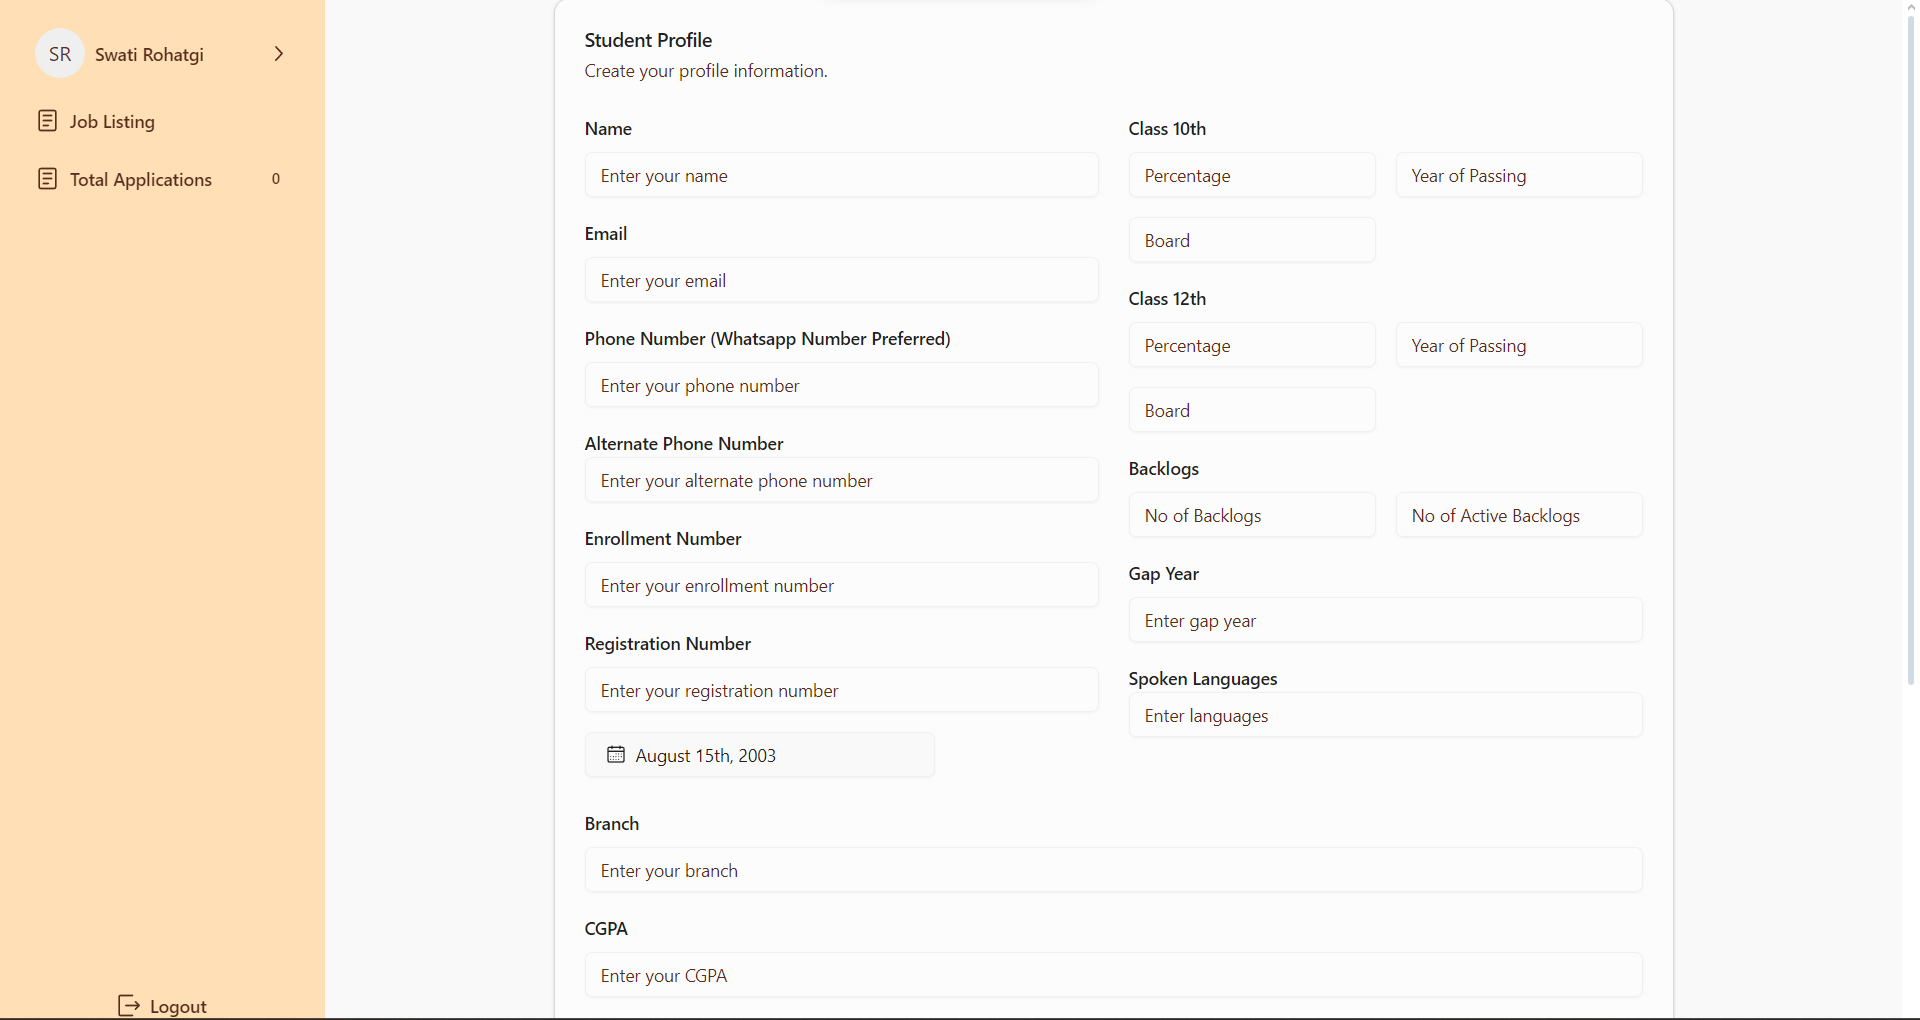 SR
Swati Rohatgi
Job Listing
Total Applications 0
Logout
Student Profile
Create your profile information.
Name
Enter your name
Email
Enter your email
Phone Number (Whatsapp Number Preferred)
Enter your phone number
Alternate Phone Number
Enter your alternate phone number
Enrollment Number
Enter your enrollment number
Registration Number
Enter your registration number
August 15th, 2003
Class 10th
Percentage Year of Passing
Board
Class 12th
Percentage Year of Passing
Board
Backlogs
No of Backlogs No of Active Backlogs
Gap Year
Enter gap year
Spoken Languages
Enter languages
Branch
Enter your branch
CGPA
Enter your CGPA